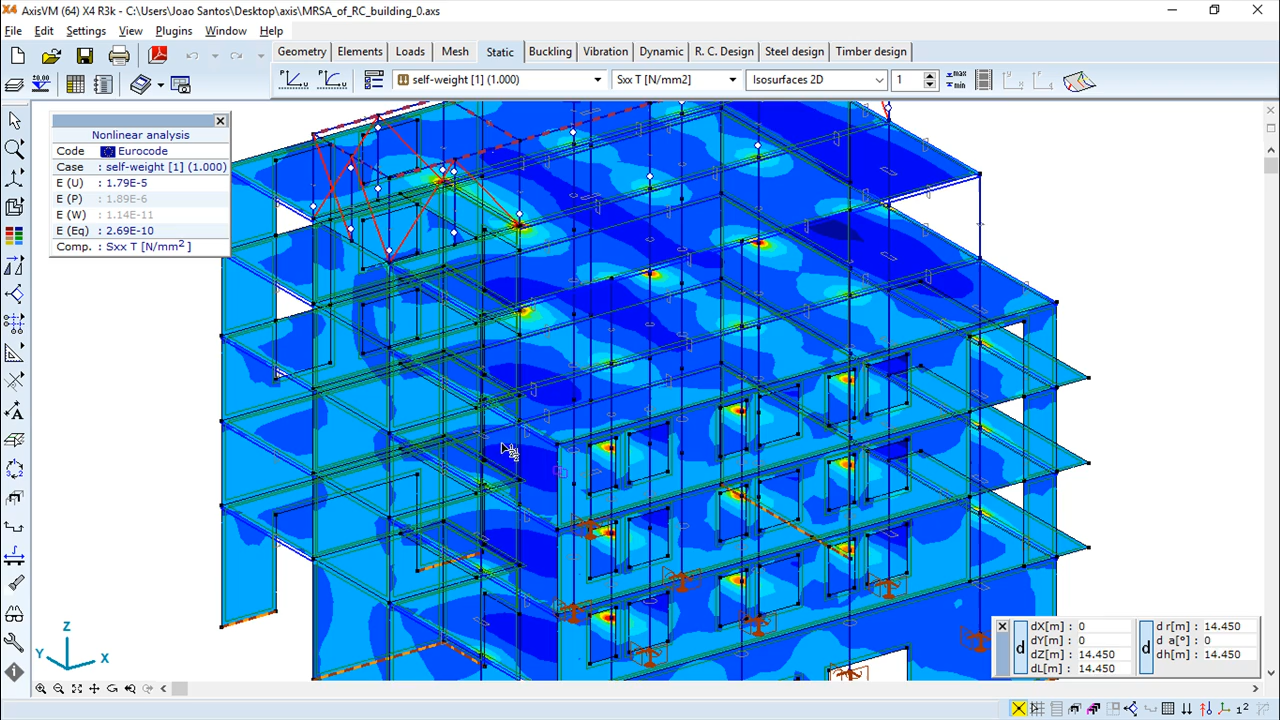 X4 AxisVM (64) X4 R3k - C:\Users\Joao Santos\Desktop\axis\MRSA_of_RC_building_0.axs
File Edit Settings View Plugins Window Help
Geometry Elements Loads Mesh Static Buckling Vibration Dynamic R. C. Design Steel design Timber design
self-weight [1] (1.000) Sxx T [N/mm2] Isosurfaces 2D 1 max min
Nonlinear analysis
Code Eurocode
Case : self-weight [1] (1.000)
E (U) : 1.79E-5
E (P) : 1.89E-6
E (W) : 1.14E-11
E (Eq) : 2.69E-10
Comp. : Sxx T [N/mm²]
Z
Y
X
d
dX[m] : 0
dY[m] : 0
dZ[m] : 14.450
dL[m] : 14.450
d
d r[m] : 14.450
d a[°] : 0
dh[m] : 14.450